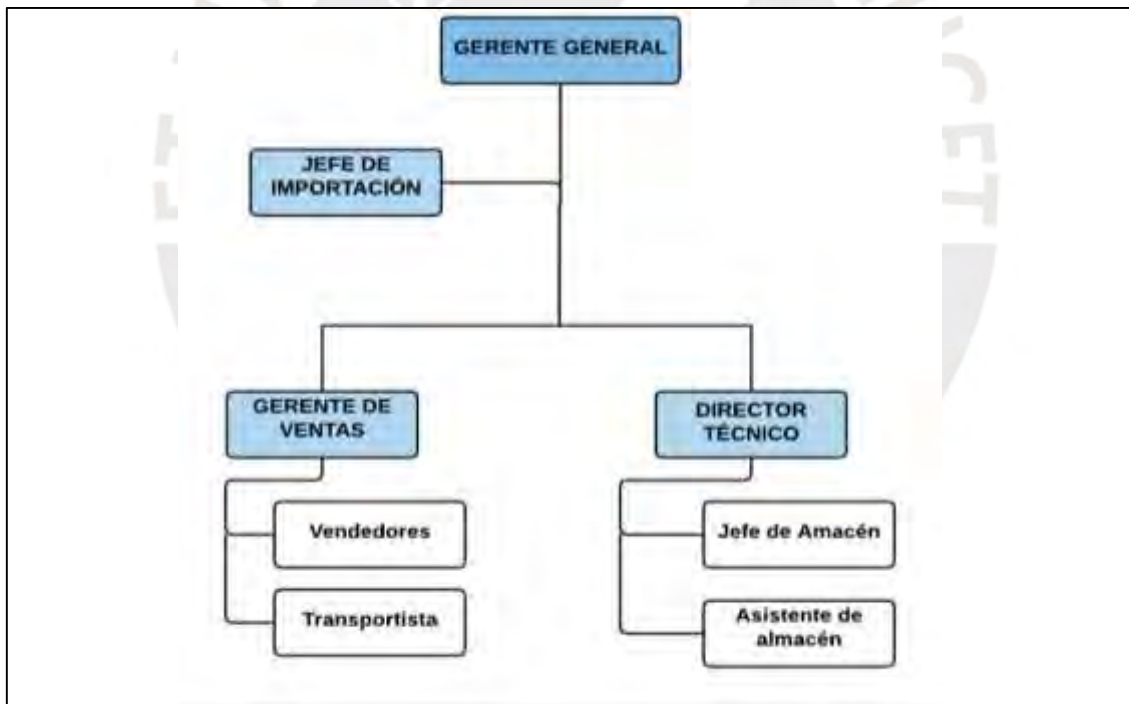 GERENTE GENERAL
JEFE DE
IMPORTACIÓN
GERENTE DE
VENTAS
DIRECTOR
TÉCNICO
Vendedores
Jefe de Amacén
Transportista
Asistente de
almacén